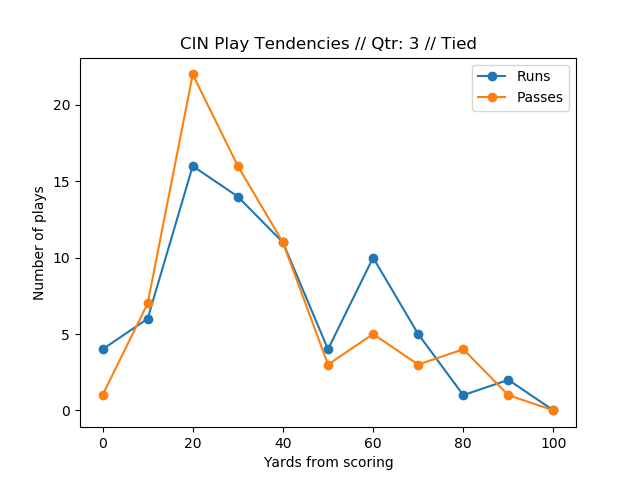 CIN Play Tendencies // Qtr: 3 // Tied
Runs
Passes
Number of plays
20
15
10
5
0
0 20 40 60 80 100
Yards from scoring